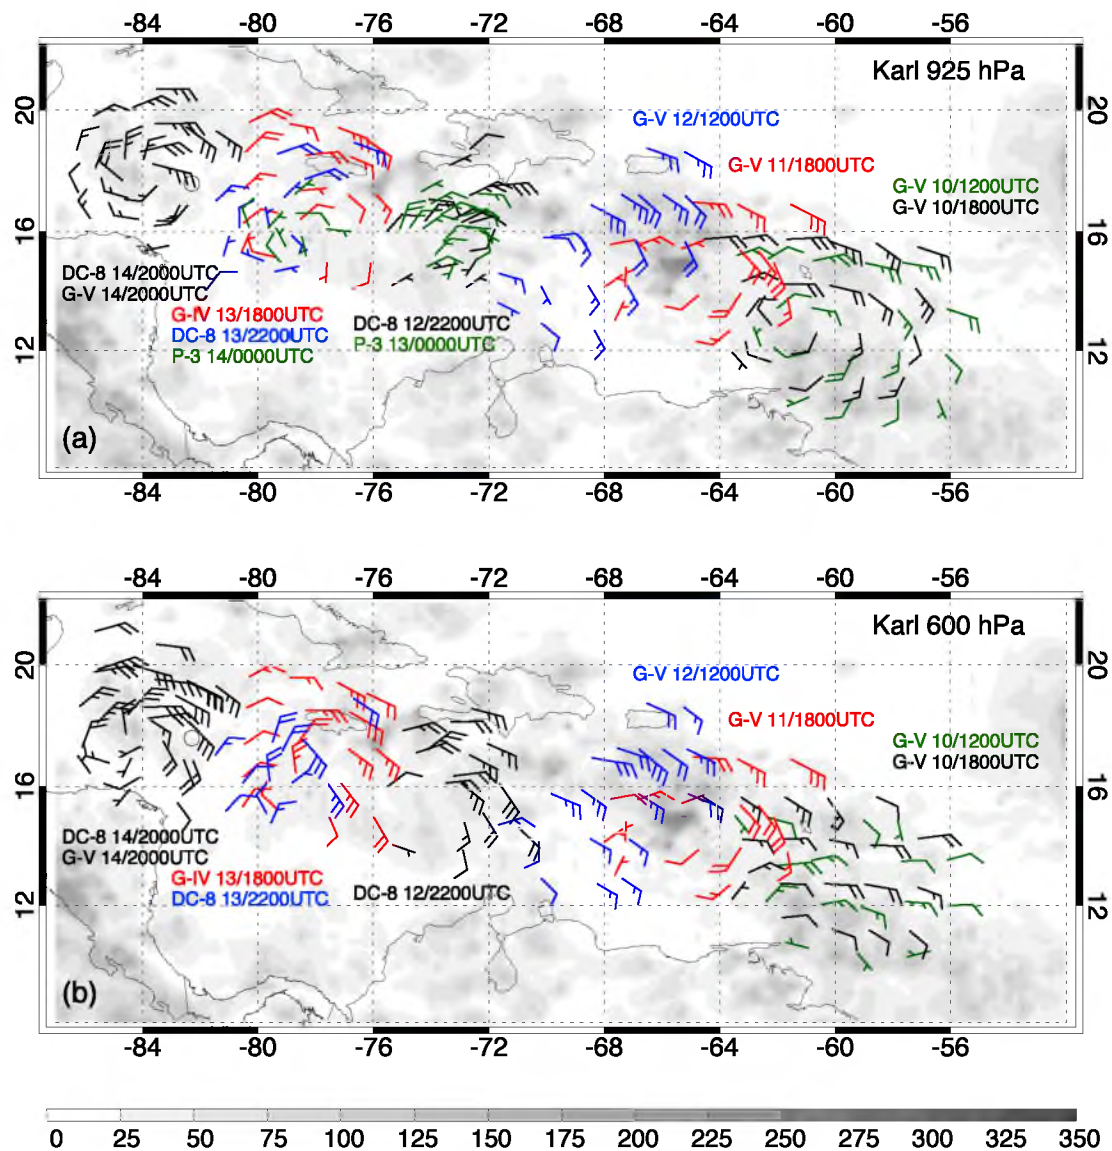 -84 -80 -76 -72 -68 -64 -60 -56
Karl 925 hPa
20 20
G-V 12/1200UTC
G-V 11/1800UTC
G-V 10/1200UTC
G-V 10/1800UTC
16 16
DC-8 14/2000UTC
G-V 14/2000UTC
G-IV 13/1800UTC
DC-8 13/2200UTC
P-3 14/0000UTC
DC-8 12/2200UTC
P-3 13/0000UTC
12 12
(a)
-84 -80 -76 -72 -68 -64 -60 -56
-84 -80 -76 -72 -68 -64 -60 -56
Karl 600 hPa
20 20
G-V 12/1200UTC
G-V 11/1800UTC
G-V 10/1200UTC
G-V 10/1800UTC
16 16
DC-8 14/2000UTC
G-V 14/2000UTC
G-IV 13/1800UTC
DC-8 13/2200UTC
DC-8 12/2200UTC
12 12
(b)
-84 -80 -76 -72 -68 -64 -60 -56
0 25 75 100 125 150 175 200 225 250 275 300 325 350